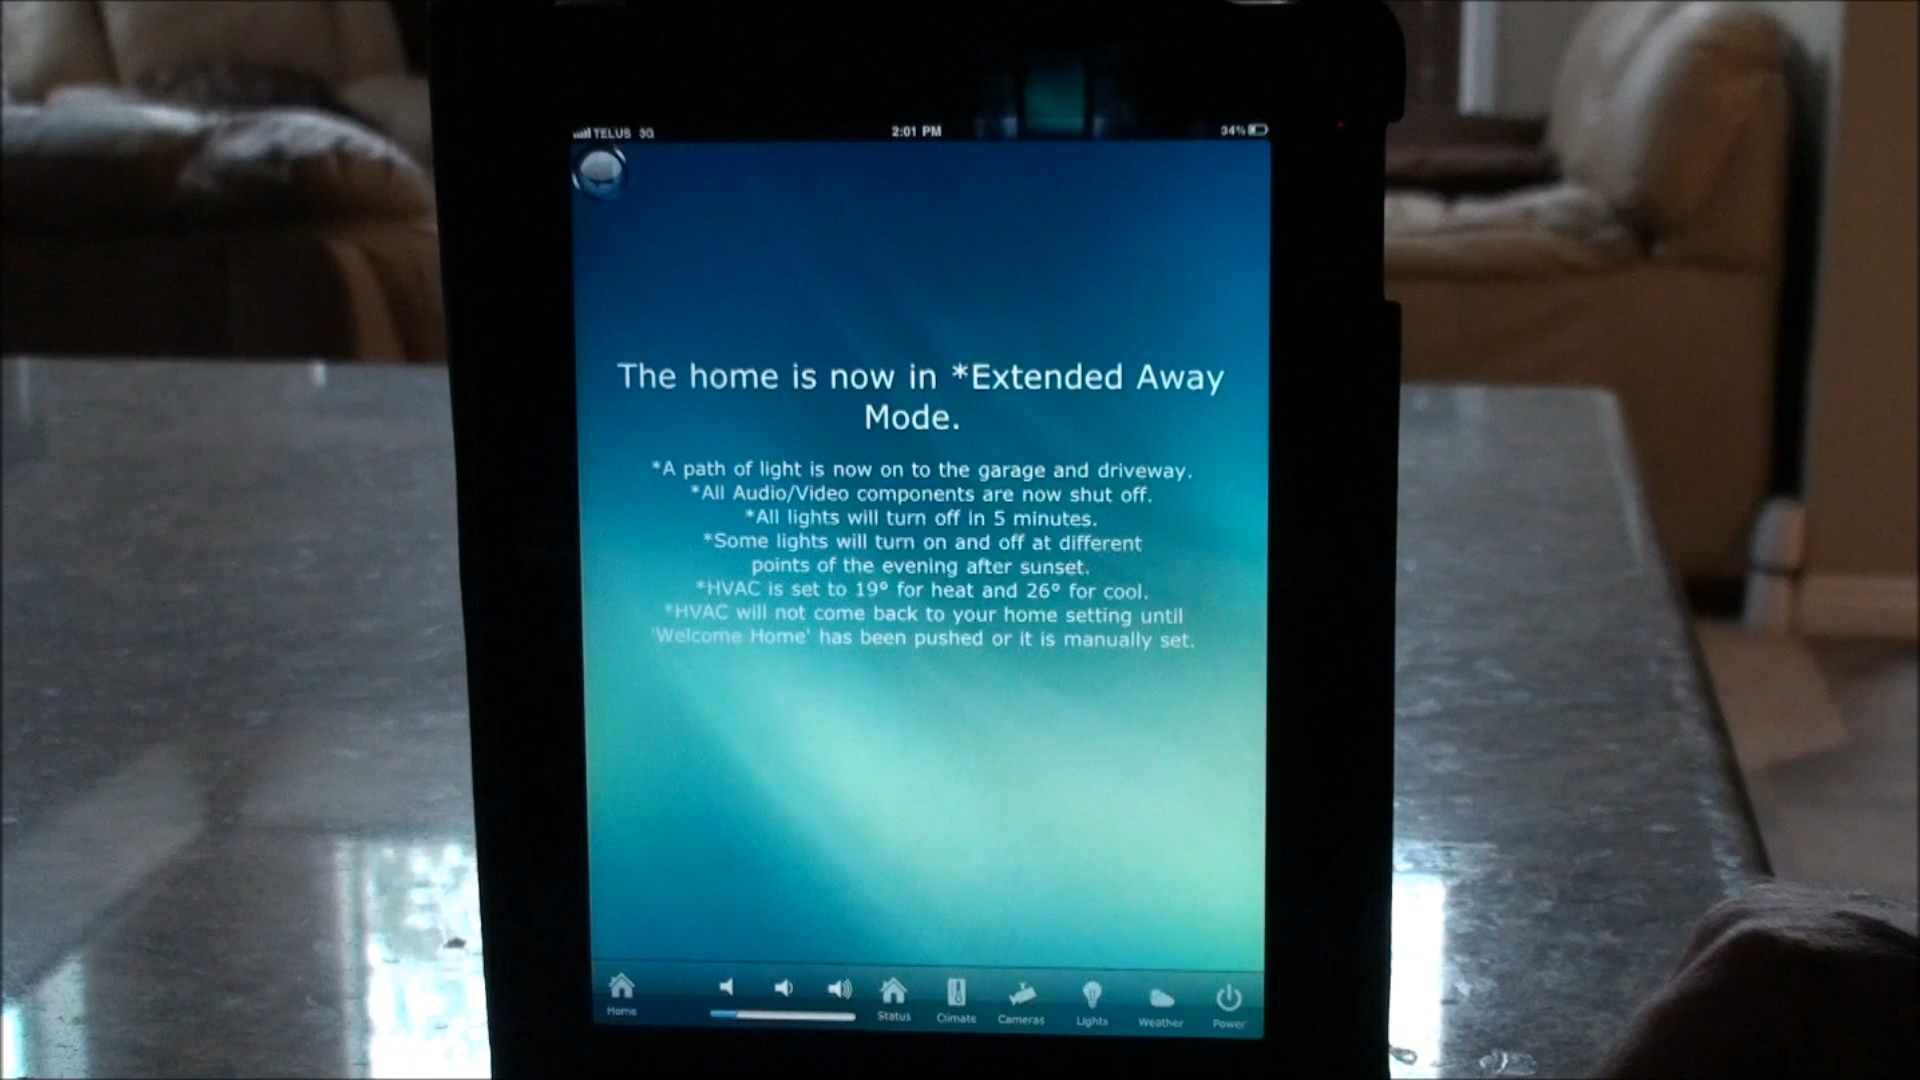 TELUS 3G 2:01 PM 34%
The home is now in *Extended Away
Mode.
*A path of light is now on to the garage and driveway.
*All Audio/Video components are now shut off.
*All lights will turn off in 5 minutes.
*Some lights will turn on and off at different
points of the evening after sunset.
*HVAC is set to 19° for heat and 26° for cool.
*HVAC will not come back to your home setting until
'Welcome Home' has been pushed or it is manually set.
Home Status Climate Cameras Lights Weather Power